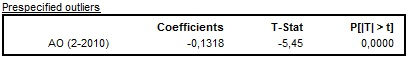 Prespecified outliers
Coefficients T-Stat P[|T| > t]
AO (2-2010) -0,1318 -5,45 0,0000